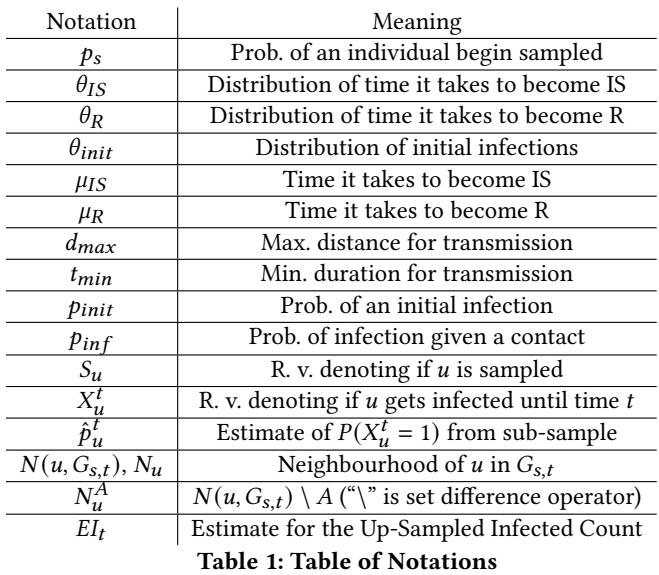 Notation Meaning
p_s Prob. of an individual begin sampled
θ_IS Distribution of time it takes to become IS
θ_R Distribution of time it takes to become R
θ_init Distribution of initial infections
μ_IS Time it takes to become IS
μ_R Time it takes to become R
d_max Max. distance for transmission
t_min Min. duration for transmission
p_init Prob. of an initial infection
p_inf Prob. of infection given a contact
S_u R. v. denoting if u is sampled
X_u^t R. v. denoting if u gets infected until time t
p̂_u^t Estimate of P(X_u^t = 1) from sub-sample
N(u, G_s,t), N_u Neighbourhood of u in G_s,t
N_u^A N(u, G_s,t) \ A (“\” is set difference operator)
EI_t Estimate for the Up-Sampled Infected Count
Table 1: Table of Notations